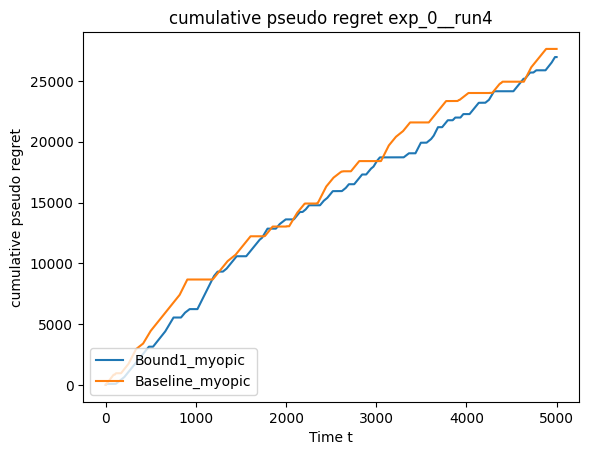 cumulative pseudo regret exp_0__run4
cumulative pseudo regret
25000
20000
15000
10000
5000
0
Bound1_myopic
Baseline_myopic
0 1000 2000 3000 4000 5000
Time t